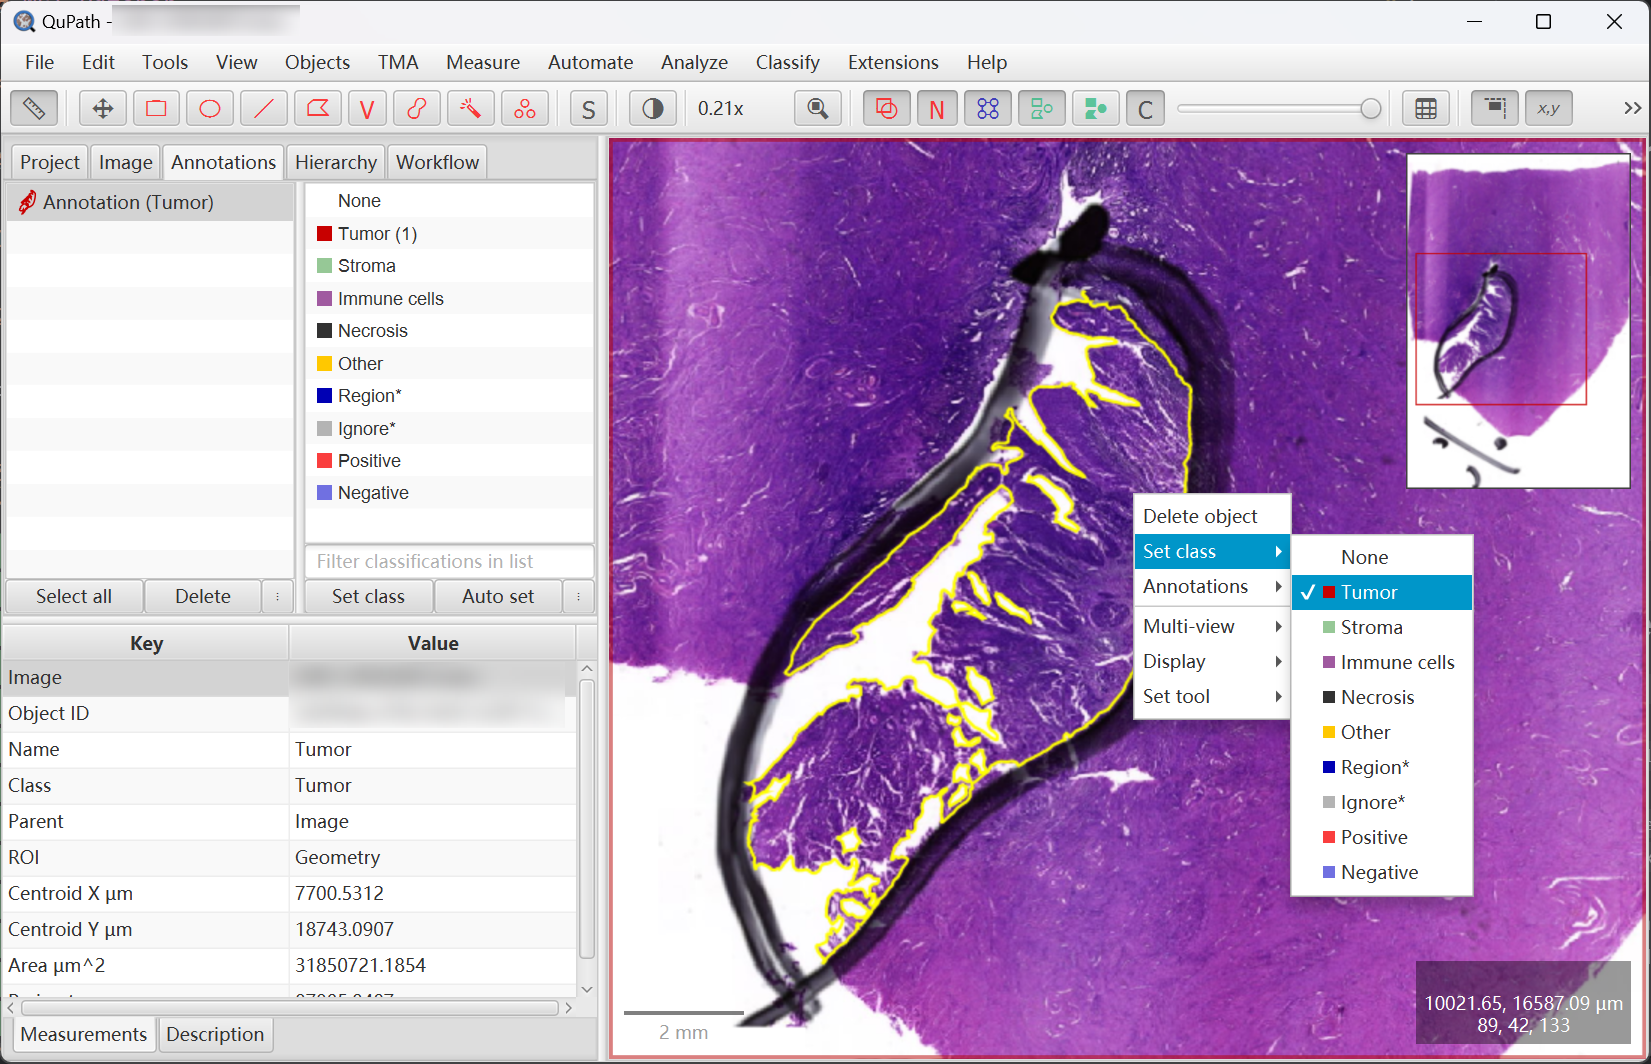 QuPath -
File Edit Tools View Objects TMA Measure Automate Analyze Classify Extensions Help
V S 0.21x N C x,y
Project Image Annotations Hierarchy Workflow
Annotation (Tumor)
None
Tumor (1)
Stroma
Immune cells
Necrosis
Other
Region*
Ignore*
Positive
Negative
Filter classifications in list
Select all Delete Set class Auto set
Key Value
Image
Object ID
Name Tumor
Class Tumor
Parent Image
ROI Geometry
Centroid X µm 7700.5312
Centroid Y µm 18743.0907
Area µm^2 31850721.1854
Measurements Description
Delete object
Set class
Annotations
Multi-view
Display
Set tool
None
Tumor
Stroma
Immune cells
Necrosis
Other
Region*
Ignore*
Positive
Negative
2 mm
10021.65, 16587.09 µm
89, 42, 133